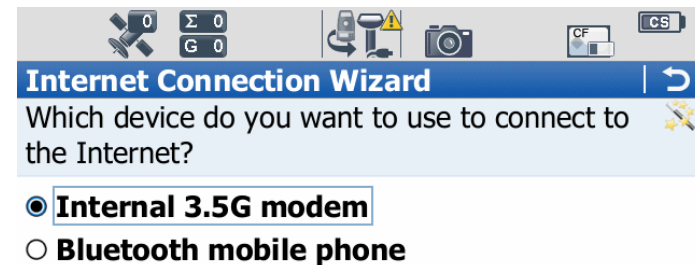 0
Σ 0
G 0
CF
CS
Internet Connection Wizard
Which device do you want to use to connect to
the Internet?
Internal 3.5G modem
Bluetooth mobile phone